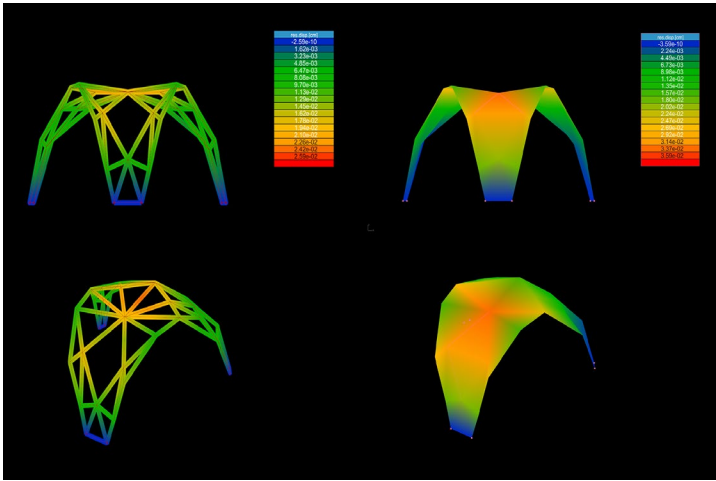 res.disp.[cm]
-2.59e-10
1.62e-03
3.23e-03
4.85e-03
6.47e-03
8.08e-03
9.70e-03
1.13e-02
1.29e-02
1.45e-02
1.62e-02
1.78e-02
1.94e-02
2.10e-02
2.26e-02
2.42e-02
2.59e-02
res.disp.[cm]
-3.59e-10
2.24e-03
4.49e-03
6.73e-03
8.98e-03
1.12e-02
1.35e-02
1.57e-02
1.80e-02
2.02e-02
2.24e-02
2.47e-02
2.69e-02
2.92e-02
3.14e-02
3.37e-02
3.59e-02